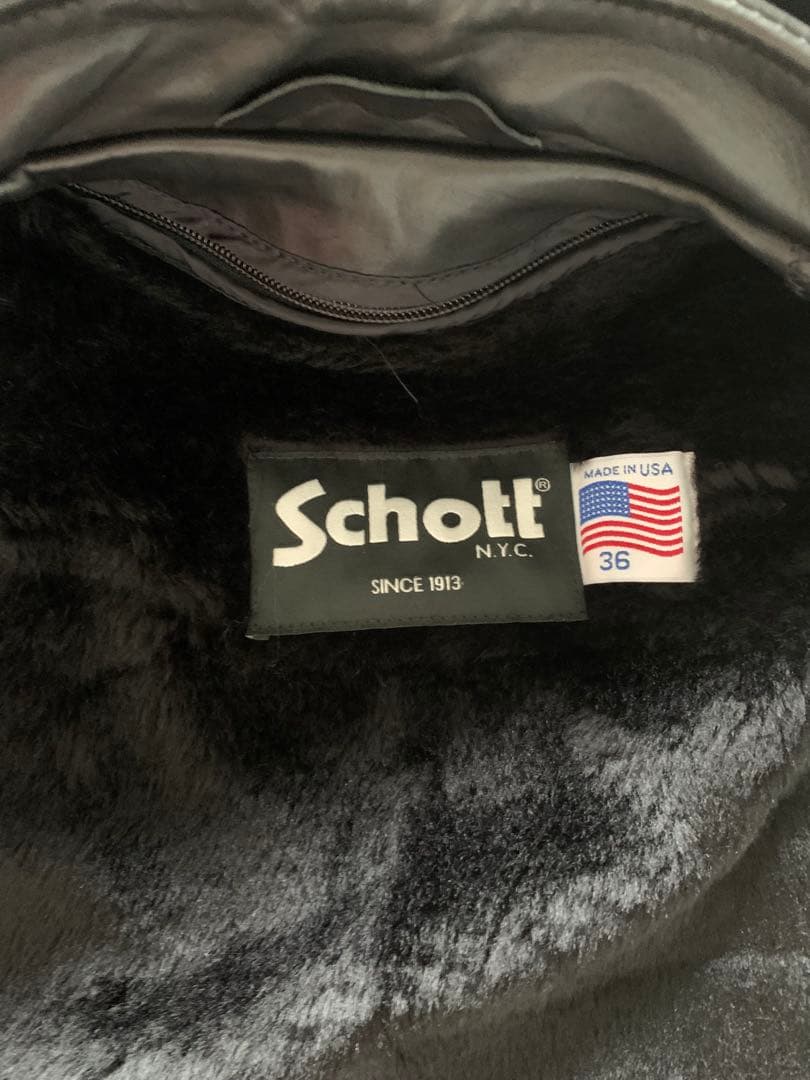 Schott®
N.Y.C.
SINCE 1913
MADE IN USA
36